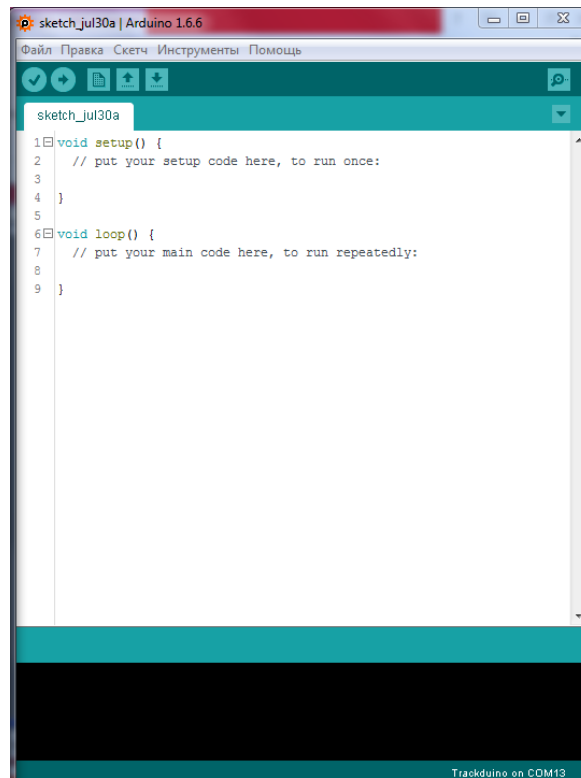 sketch_jul30a | Arduino 1.6.6
Файл Правка Скетч Инструменты Помощь
sketch_jul30a
1 void setup() {
2 // put your setup code here, to run once:
3
4 }
5
6 void loop() {
7 // put your main code here, to run repeatedly:
8
9 }
Trackduino on COM13